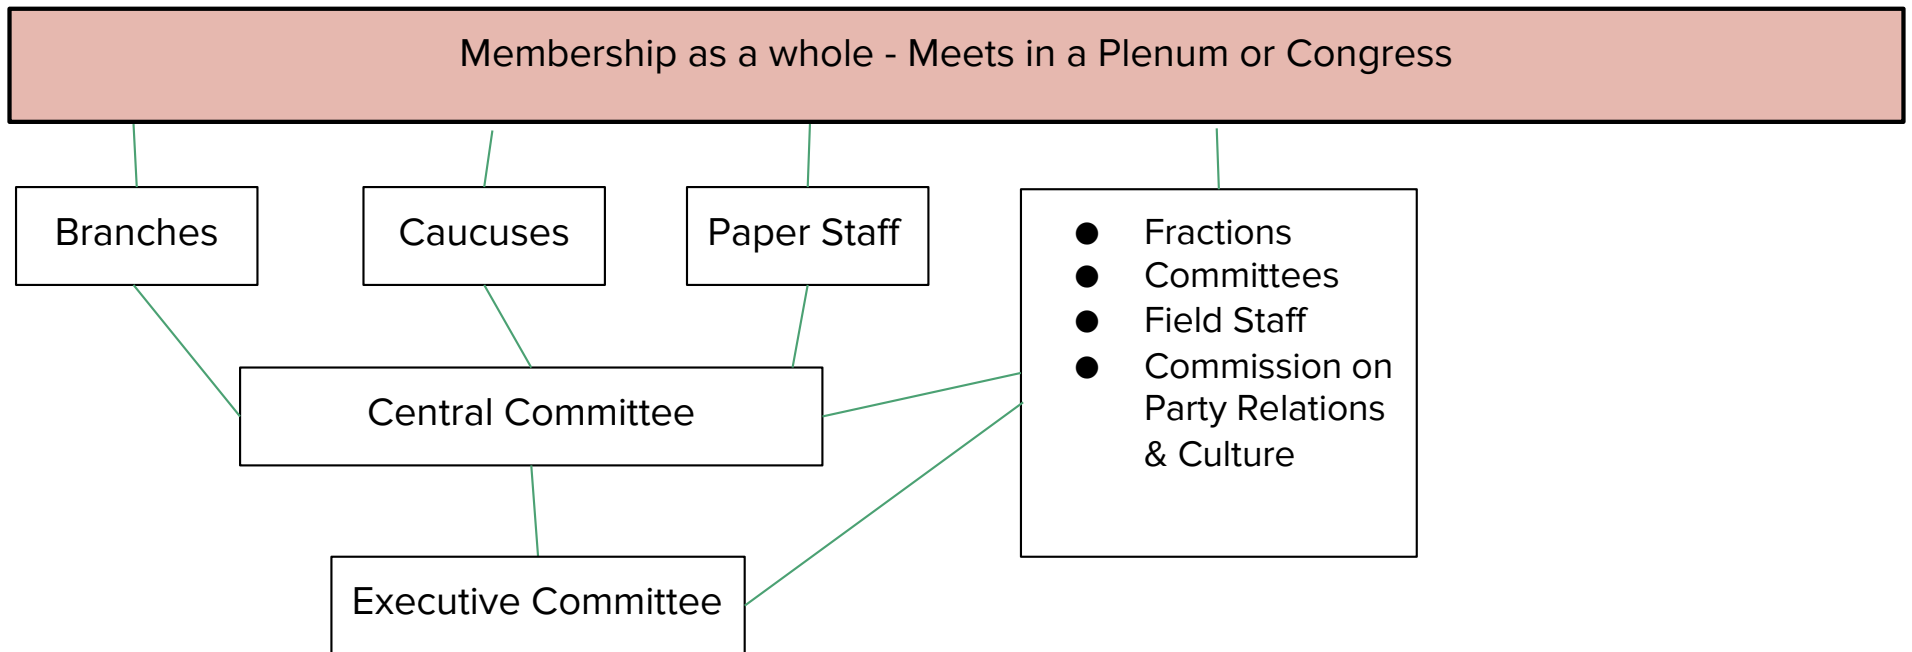 Membership as a whole - Meets in a Plenum or Congress
Branches
Caucuses
Paper Staff
● Fractions
● Committees
● Field Staff
● Commission on
Party Relations
& Culture
Central Committee
Executive Committee